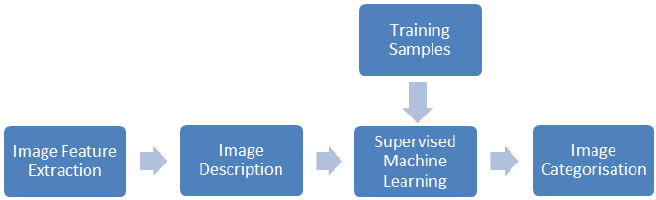 Training
Samples
Image Feature
Extraction
Image
Description
Supervised
Machine
Learning
Image
Categorisation